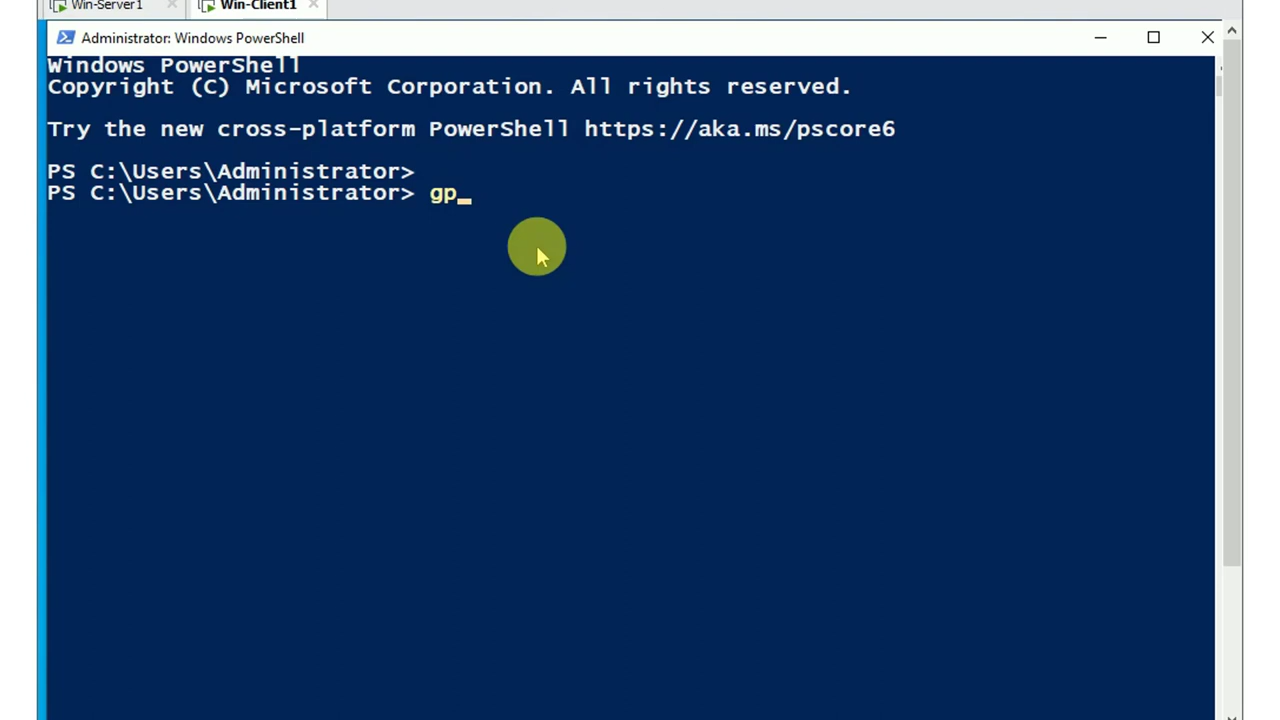 Win-Server1
Win-Client1
Administrator: Windows PowerShell
Windows PowerShell
Copyright (C) Microsoft Corporation. All rights reserved.
Try the new cross-platform PowerShell https://aka.ms/pscore6
PS C:\Users\Administrator>
PS C:\Users\Administrator> gp_